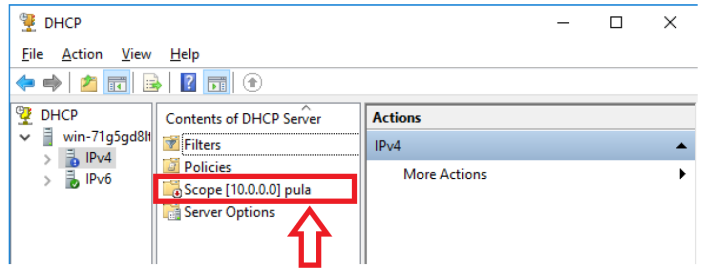 DHCP
File Action View Help
DHCP
win-71g5gd8lt
IPv4
IPv6
Contents of DHCP Server
Filters
Policies
Scope [10.0.0.0] pula
Server Options
Actions
IPv4
More Actions